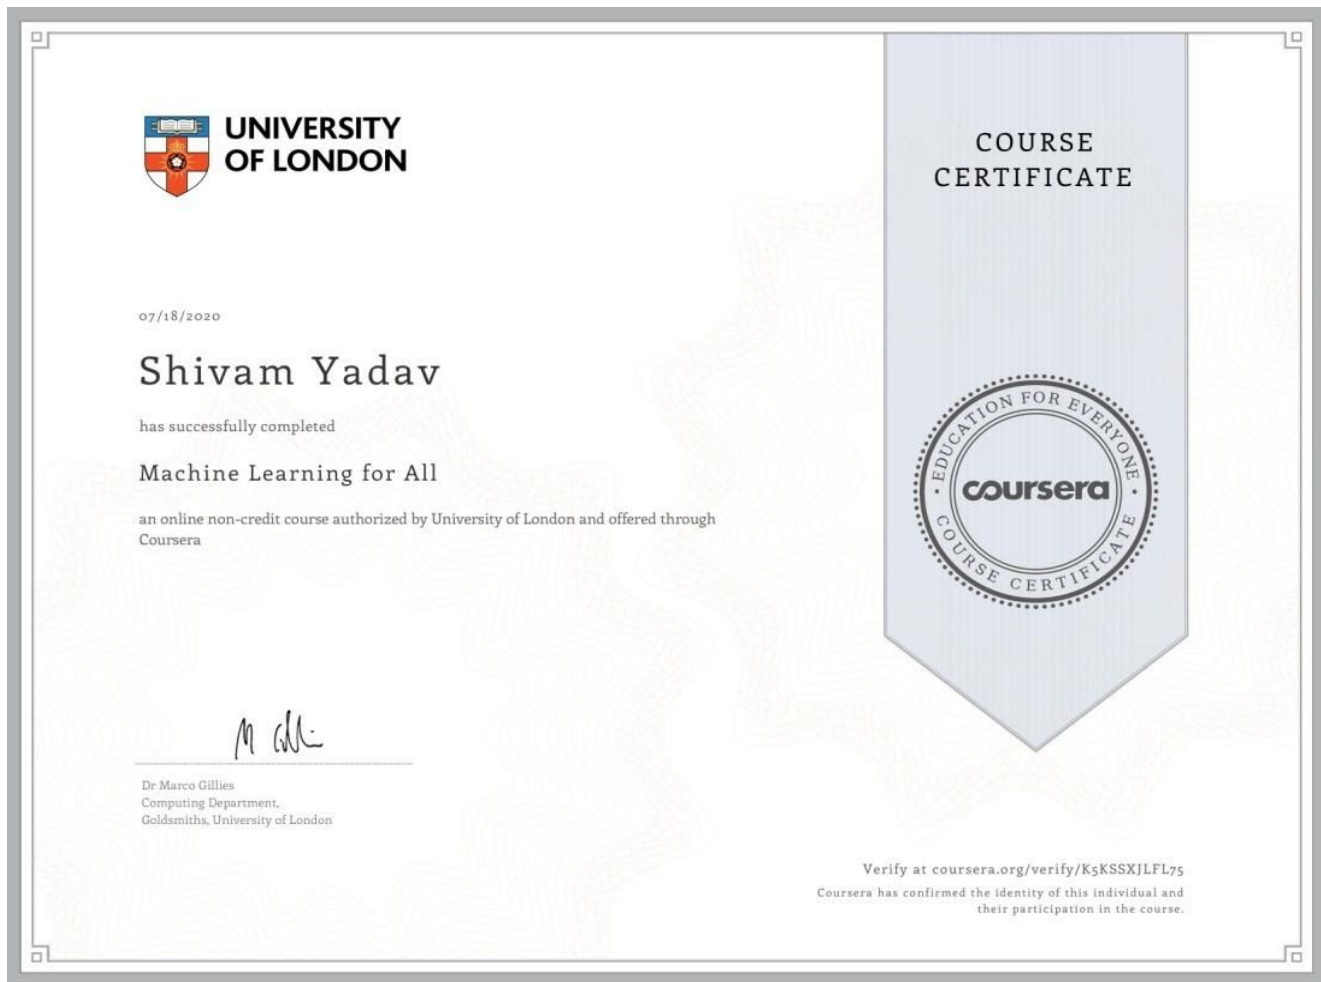 UNIVERSITY
OF LONDON
COURSE
CERTIFICATE
07/18/2020
Shivam Yadav
has successfully completed
Machine Learning for All
an online non-credit course authorized by University of London and offered through
Coursera
EDUCATION FOR EVERYONE
coursera
COURSE CERTIFICATE
Dr Marco Gillies
Computing Department,
Goldsmiths, University of London
Verify at coursera.org/verify/K5KSSXJLFL75
Coursera has confirmed the identity of this individual and
their participation in the course.